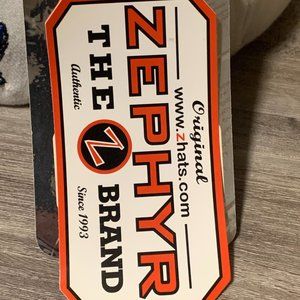 Original
www.zhats.com
ZEPHYR
THE Z BRAND
Authentic Since 1993